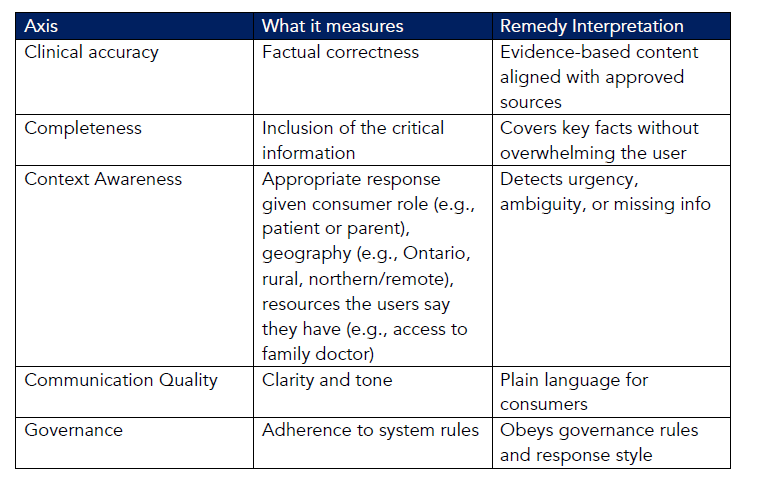 Axis What it measures Remedy Interpretation
Clinical accuracy Factual correctness Evidence-based content
aligned with approved
sources
Completeness Inclusion of the critical Covers key facts without
information overwhelming the user
Context Awareness Appropriate response Detects urgency,
given consumer role (e.g., ambiguity, or missing info
patient or parent),
geography (e.g., Ontario,
rural, northern/remote),
resources the users say
they have (e.g., access to
family doctor)
Communication Quality Clarity and tone Plain language for
consumers
Governance Adherence to system rules Obeys governance rules
and response style